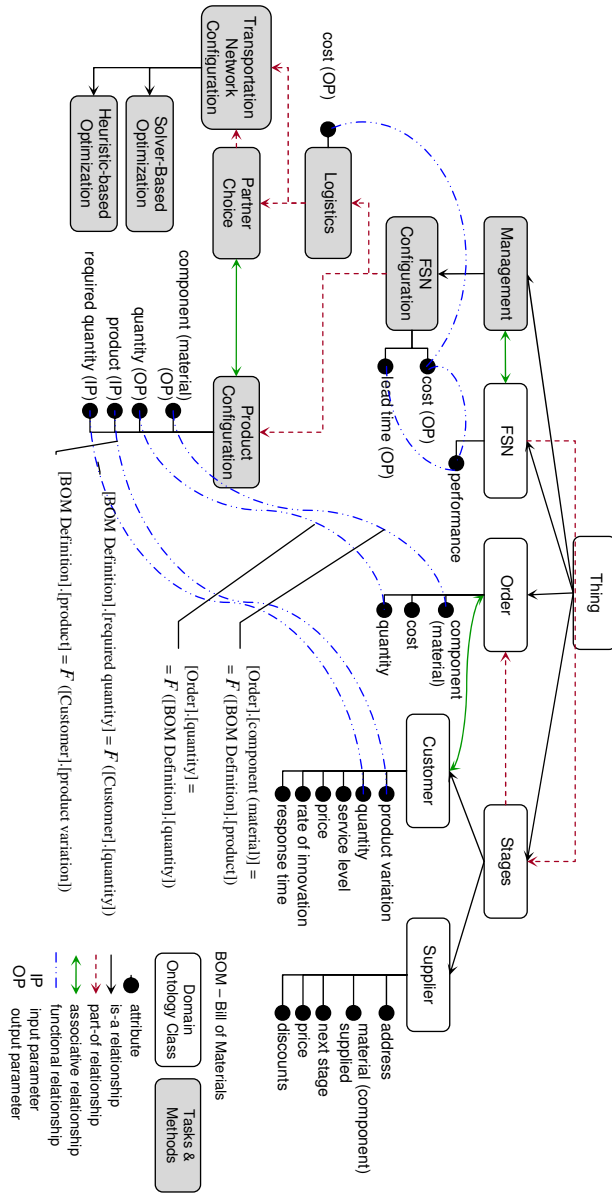 Thing
Management
FSN
Order
Stages
FSN
Configuration
cost (OP)
lead time (OP)
performance
component
(material)
cost
quantity
Customer
product variation
quantity
service level
price
rate of innovation
response time
Supplier
address
material (component)
supplied
next stage
price
discounts
cost (OP)
Logistics
Transportation
Network
Configuration
Partner
Choice
Product
Configuration
Solver-Based
Optimization
Heuristic-based
Optimization
component (material)
(OP)
quantity (OP)
product (IP)
required quantity (IP)
[Order].[component (material)] =
= F ([BOM Definition].[product])
[Order].[quantity] =
= F ([BOM Definition].[quantity])
[BOM Definition].[required quantity] = F ([Customer].[quantity])
[BOM Definition].[product] = F ([Customer].[product variation])
BOM – Bill of Materials
Domain
Ontology Class
Tasks &
Methods
attribute
is-a relationship
part-of relationship
associative relationship
functional relationship
IP input parameter
OP output parameter